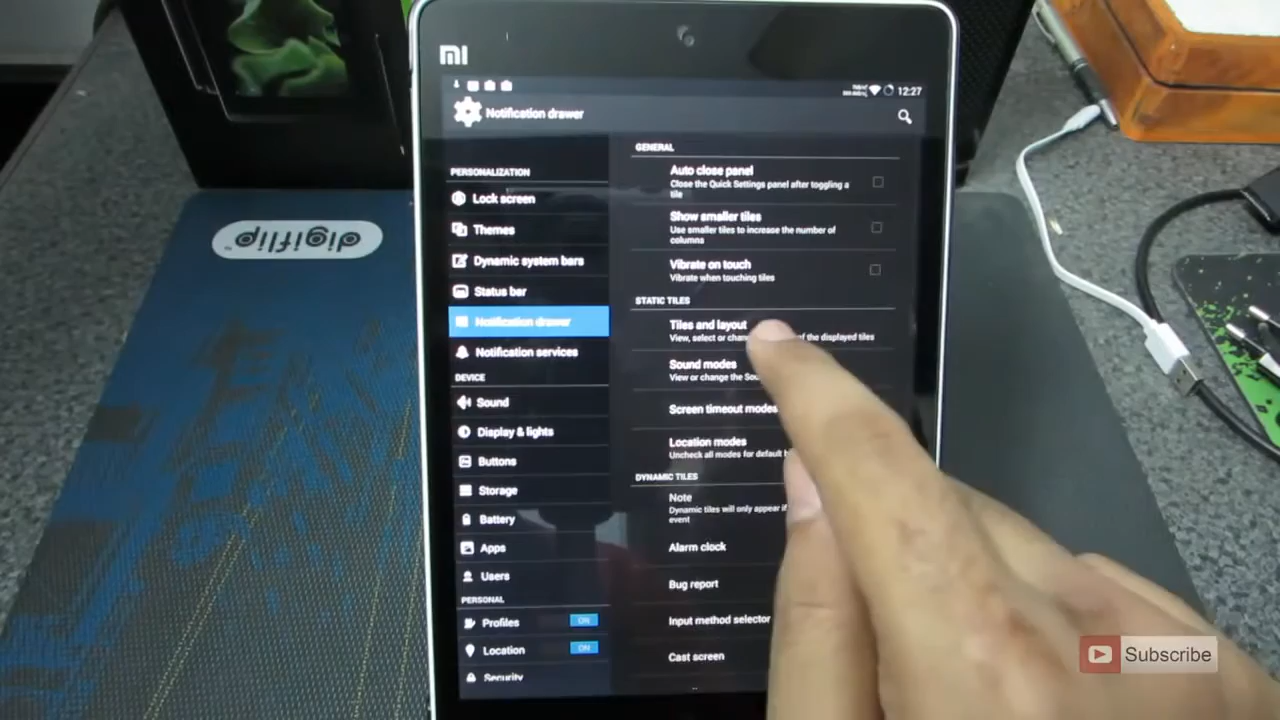 mi
12:27
Notification drawer
PERSONALIZATION
Lock screen
Themes
Dynamic system bars
Status bar
Notification drawer
Notification services
DEVICE
Sound
Display & lights
Buttons
Storage
Battery
Apps
Users
PERSONAL
Profiles ON
Location ON
Security
GENERAL
Auto close panel
Close the Quick Settings panel after toggling a
tile
Show smaller tiles
Use smaller tiles to increase the number of
columns
Vibrate on touch
Vibrate when touching tiles
STATIC TILES
Tiles and layout
View, select or of the displayed tiles
Sound modes
View or change the
Screen timeout modes
Location modes
Uncheck all modes for default
DYNAMIC TILES
Note
Dynamic tiles will only appear if
event
Alarm clock
Bug report
Input method selector
Cast screen
digiflip
Subscribe